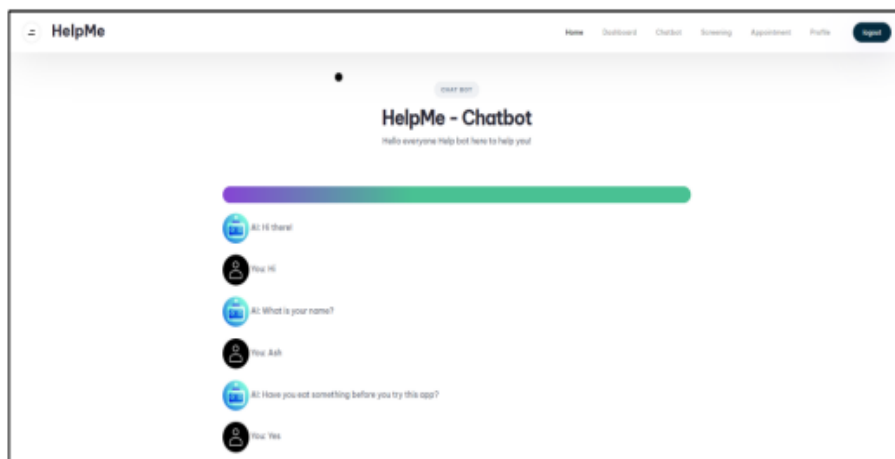 HelpMe
Home Dashboard Chatbot Screening Appointment Profile logout
CHAT BOT
HelpMe - Chatbot
Hello everyone Help bot here to help you!
AI: Hi there!
You: Hi
AI: What is your name?
You: Ash
AI: Have you eat something before you try this app?
You: Yes